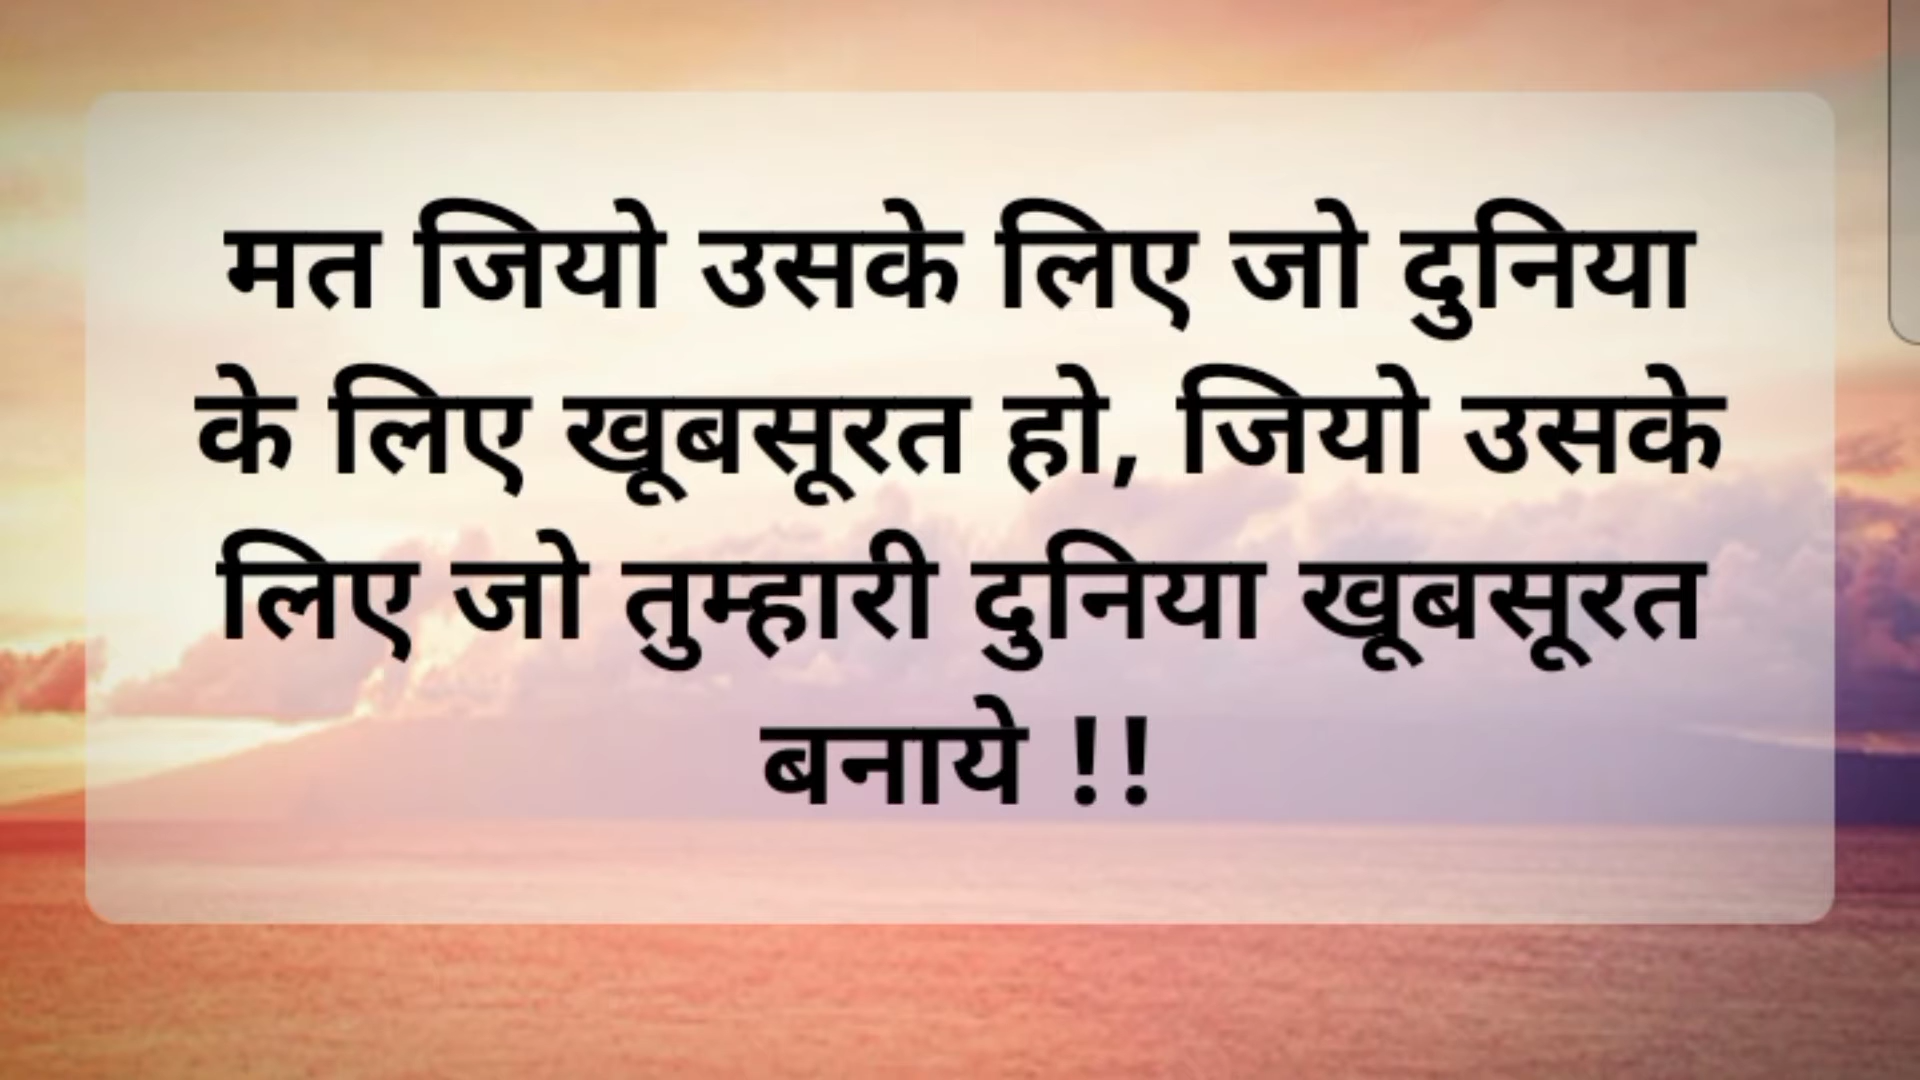 मत जियो उसके लिए जो दुनिया
के लिए खूबसूरत हो, जियो उसके
लिए जो तुम्हारी दुनिया खूबसूरत
बनाये !!